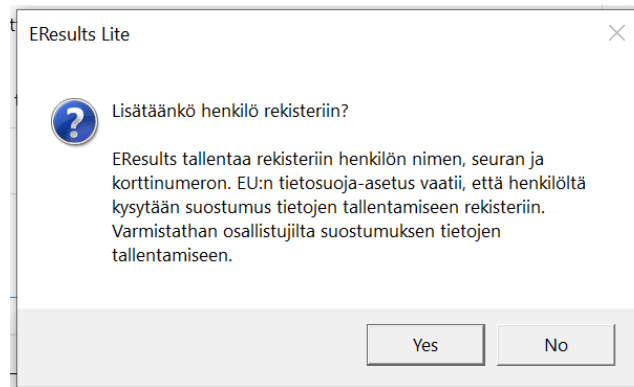 EResults Lite
Lisätäänkö henkilö rekisteriin?
EResults tallentaa rekisteriin henkilön nimen, seuran ja
korttinumeron. EU:n tietosuoja-asetus vaatii, että henkilöltä
kysytään suostumus tietojen tallentamiseen rekisteriin.
Varmistathan osallistujilta suostumuksen tietojen
tallentamiseen.
Yes
No